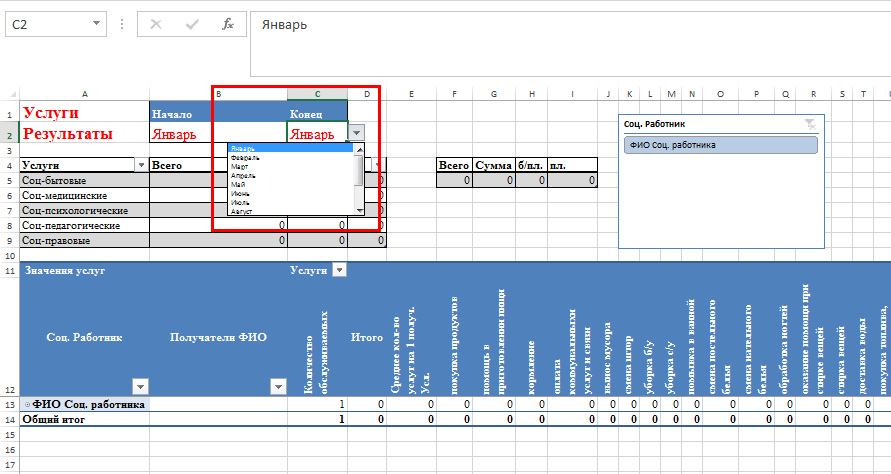 C2
fx
Январь
A B C D E F G H I J K L M N O P Q R S T U
1 Услуги Начало Конец
2 Результаты Январь Январь
3
4 Услуги Всего Всего Сумма б/пл. пл.
5 Соц-бытовые 0 0 0 0 0
6 Соц-медицинские 0
7 Соц-психологические 0
8 Соц-педагогические 0 0 0
9 Соц-правовые 0 0 0
10
Январь
Февраль
Март
Апрель
Май
Июнь
Июль
Август
Соц. Работник
ФИО Соц. работника
11 Значения услуг Услуги
12 Соц. Работник Получатели ФИО
Количество обслуживаемых
Итого
Среднее кол-во услуг на 1 получ. Усл.
покупка продуктов
помощь в приготовлении пищи
кормление
оплата коммунальныхи услуг и связи
вынос мусора
смена штор
уборка б/у
уборка с/у
помывка в ванной
смена постельного белья
смена нательного белья
обработка ногтей
оказание помощи при стирке вещей
стирка вещей
доставка воды
покупка топлива,
13 ФИО Соц. работника 1 0 0 0 0 0 0 0 0 0 0 0 0 0 0 0 0 0
14 Общий итог 1 0 0 0 0 0 0 0 0 0 0 0 0 0 0 0 0 0
15
16
17